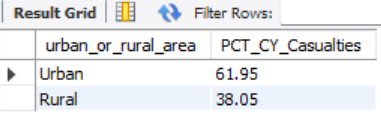 Result Grid Filter Rows:
urban_or_rural_area PCT_CY_Casualties
Urban 61.95
Rural 38.05